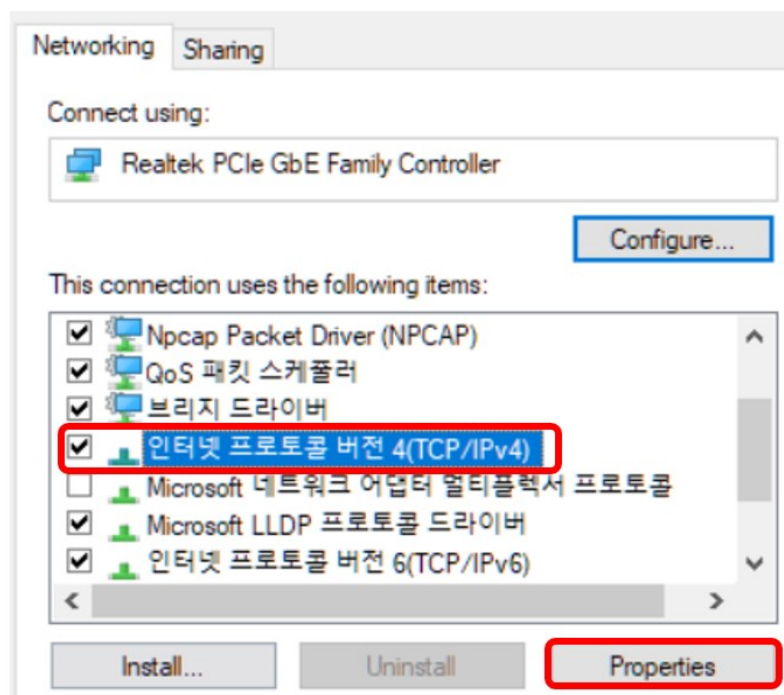 Networking Sharing
Connect using:
Realtek PCIe GbE Family Controller
Configure...
This connection uses the following items:
Npcap Packet Driver (NPCAP)
QoS 패킷 스케줄러
브리지 드라이버
인터넷 프로토콜 버전 4(TCP/IPv4)
Microsoft 네트워크 어댑터 멀티플렉서 프로토콜
Microsoft LLDP 프로토콜 드라이버
인터넷 프로토콜 버전 6(TCP/IPv6)
Install... Uninstall Properties